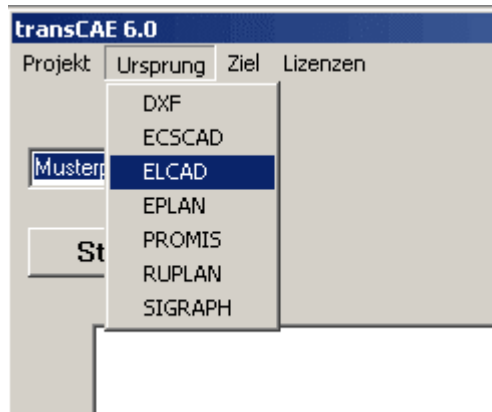 transCAE 6.0
Projekt Ursprung Ziel Lizenzen
DXF
ECSCAD
ELCAD
EPLAN
PROMIS
RUPLAN
SIGRAPH